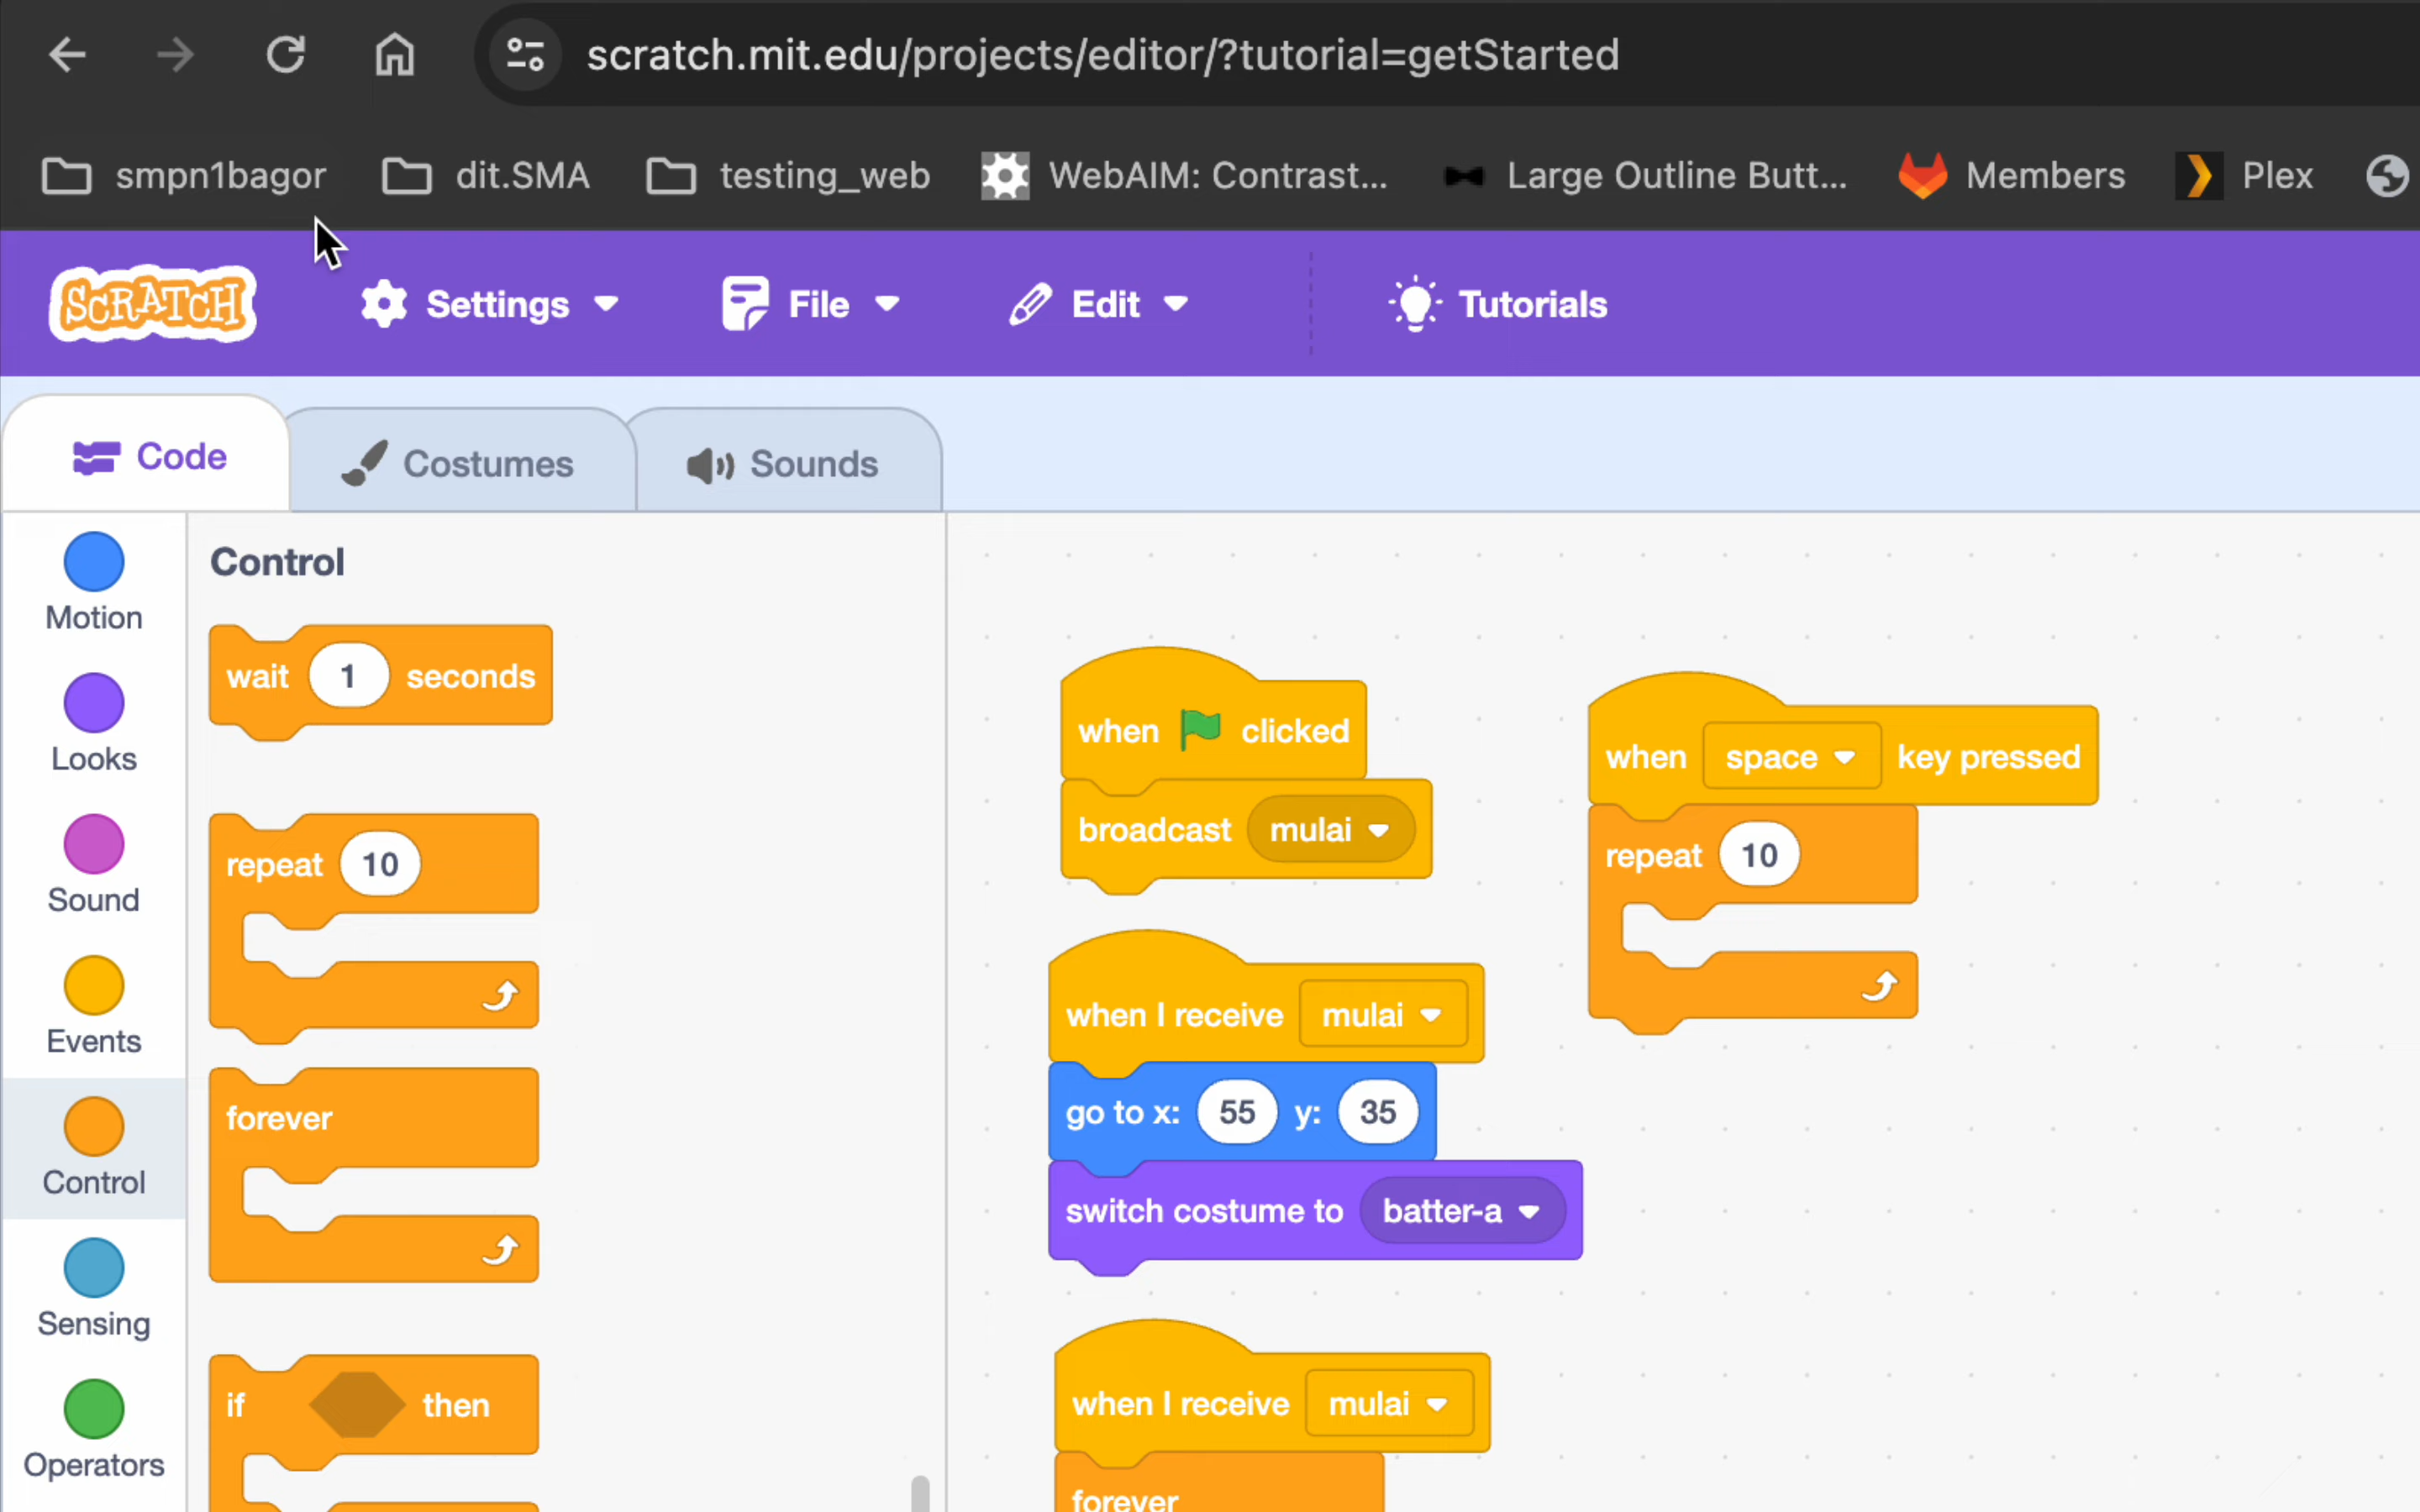 scratch.mit.edu/projects/editor/?tutorial=getStarted
smpn1bagor dit.SMA testing_web WebAIM: Contrast... Large Outline Butt... Members Plex
SCRATCH Settings File Edit Tutorials
Code Costumes Sounds
Motion
Looks
Sound
Events
Control
Sensing
Operators
Control
wait 1 seconds
repeat 10
forever
if then
when clicked
broadcast mulai
when I receive mulai
go to x: 55 y: 35
switch costume to batter-a
when I receive mulai
forever
when space key pressed
repeat 10